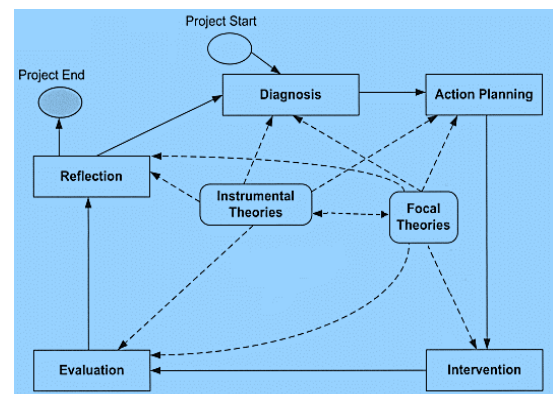 Project Start
Project End
Diagnosis
Action Planning
Reflection
Instrumental
Theories
Focal
Theories
Evaluation
Intervention